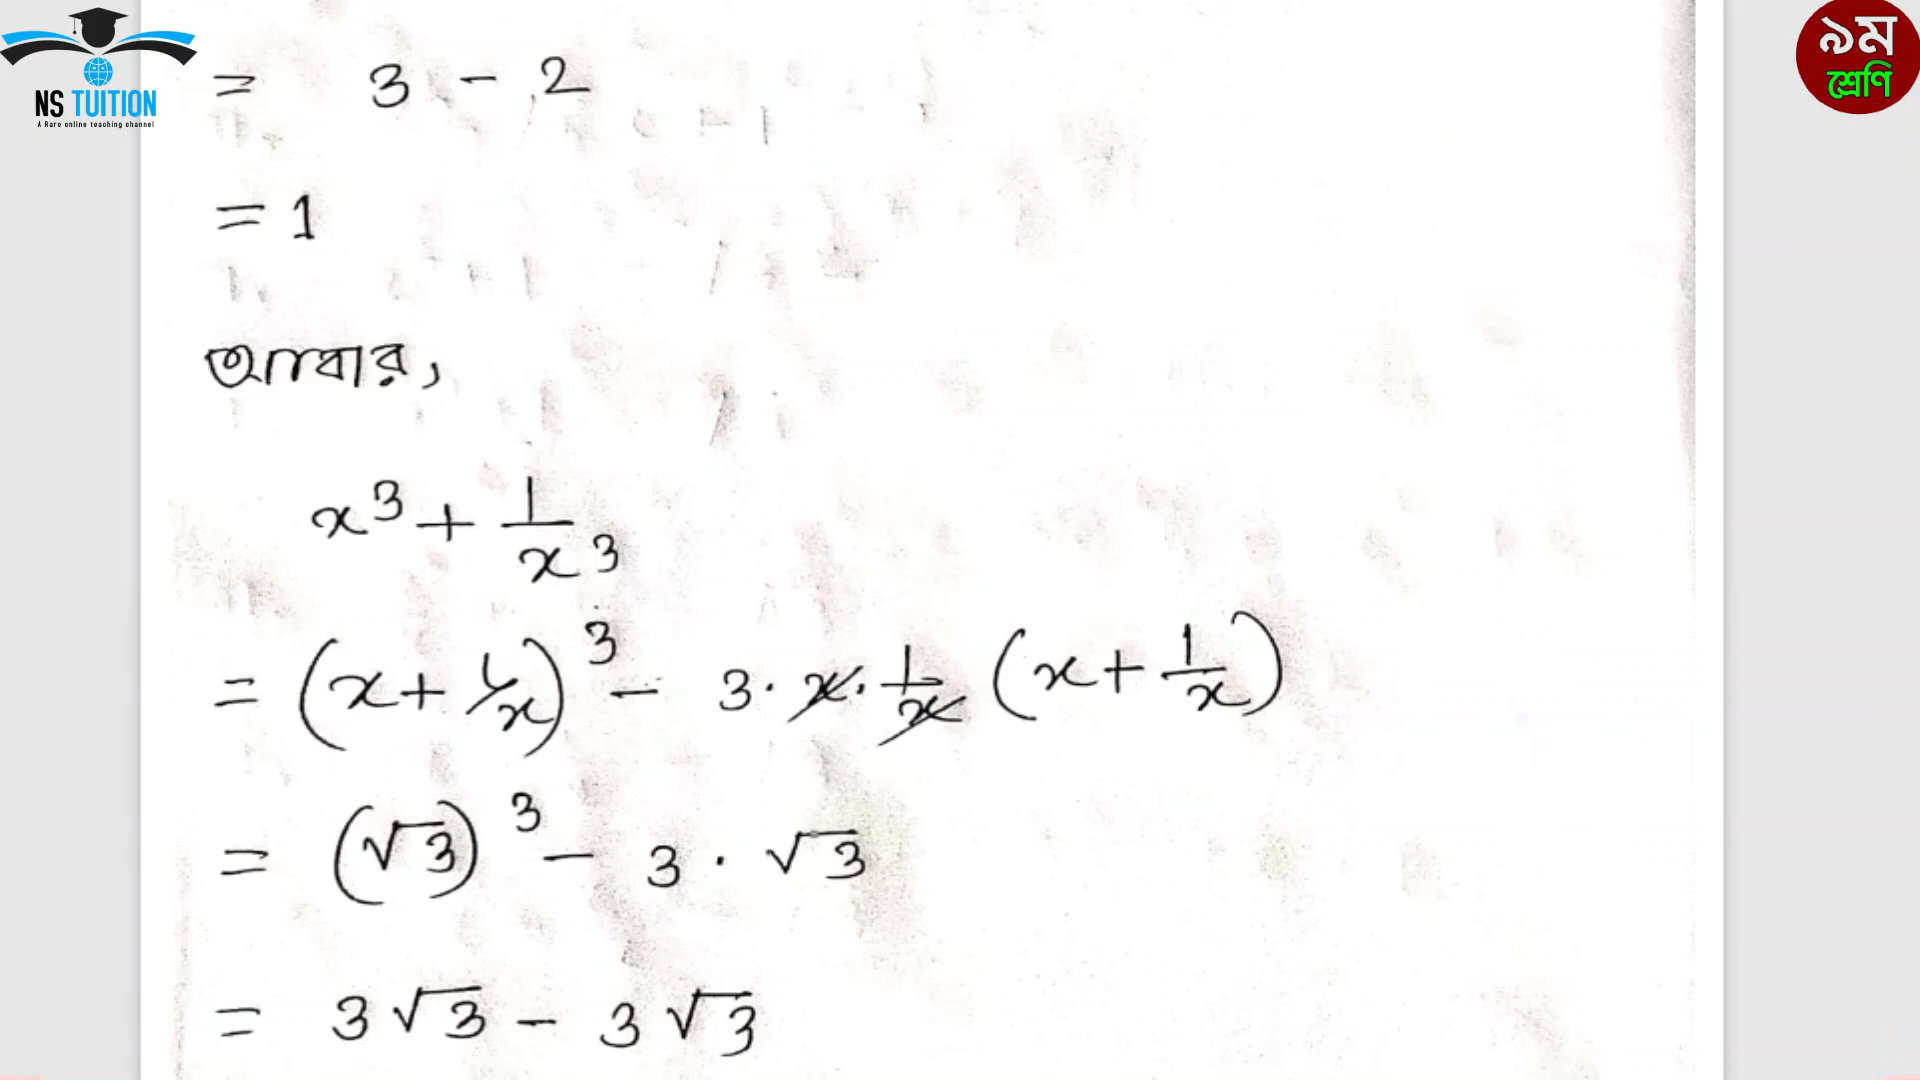 NS TUITION
A Rare online teaching channel
৯ম
শ্রেণি
= 3 - 2
= 1
আবার,
x³ + 1/x³
= (x + 1/x)³ - 3 · x · 1/x (x + 1/x)
= (√3)³ - 3 · √3
= 3√3 - 3√3